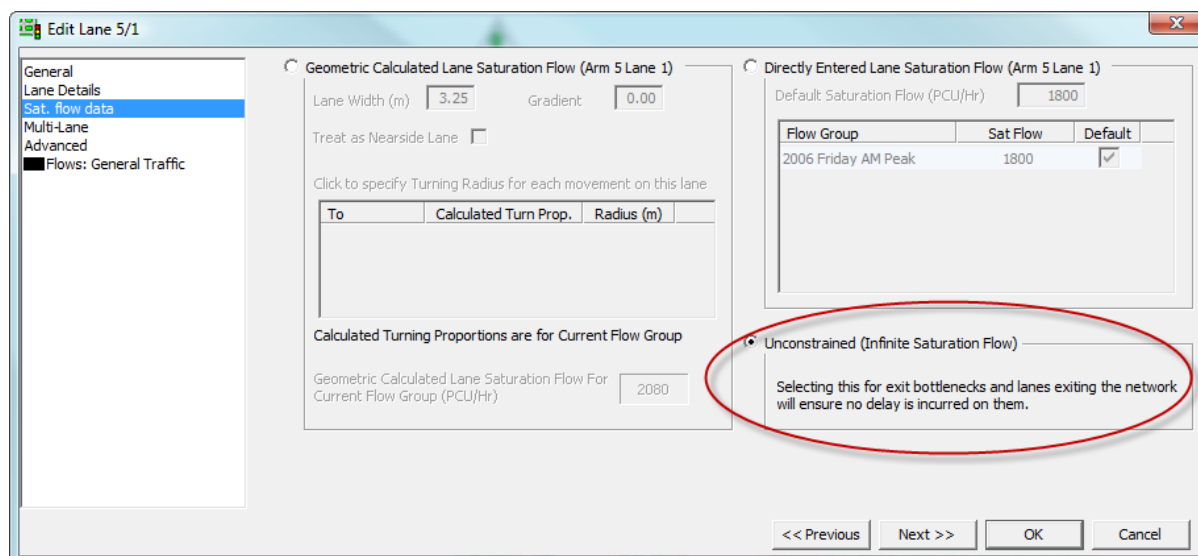 Edit Lane 5/1
General
Lane Details
Sat. flow data
Multi-Lane
Advanced
Flows: General Traffic
Geometric Calculated Lane Saturation Flow (Arm 5 Lane 1)
Lane Width (m) 3.25 Gradient 0.00
Treat as Nearside Lane
Click to specify Turning Radius for each movement on this lane
To Calculated Turn Prop. Radius (m)
Calculated Turning Proportions are for Current Flow Group
Geometric Calculated Lane Saturation Flow For
Current Flow Group (PCU/Hr) 2080
Directly Entered Lane Saturation Flow (Arm 5 Lane 1)
Default Saturation Flow (PCU/Hr) 1800
Flow Group Sat Flow Default
2006 Friday AM Peak 1800
Unconstrained (Infinite Saturation Flow)
Selecting this for exit bottlenecks and lanes exiting the network
will ensure no delay is incurred on them.
<< Previous Next >> OK Cancel